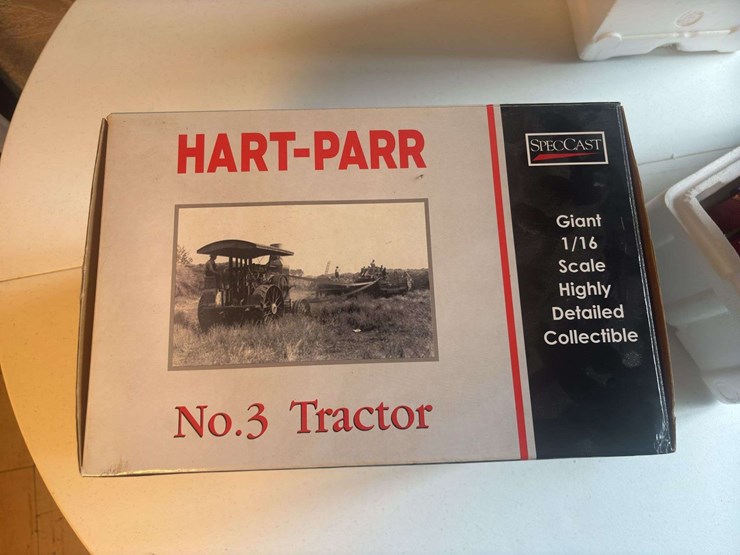 HART-PARR
No.3 Tractor
SPECCAST
Giant
1/16
Scale
Highly
Detailed
Collectible